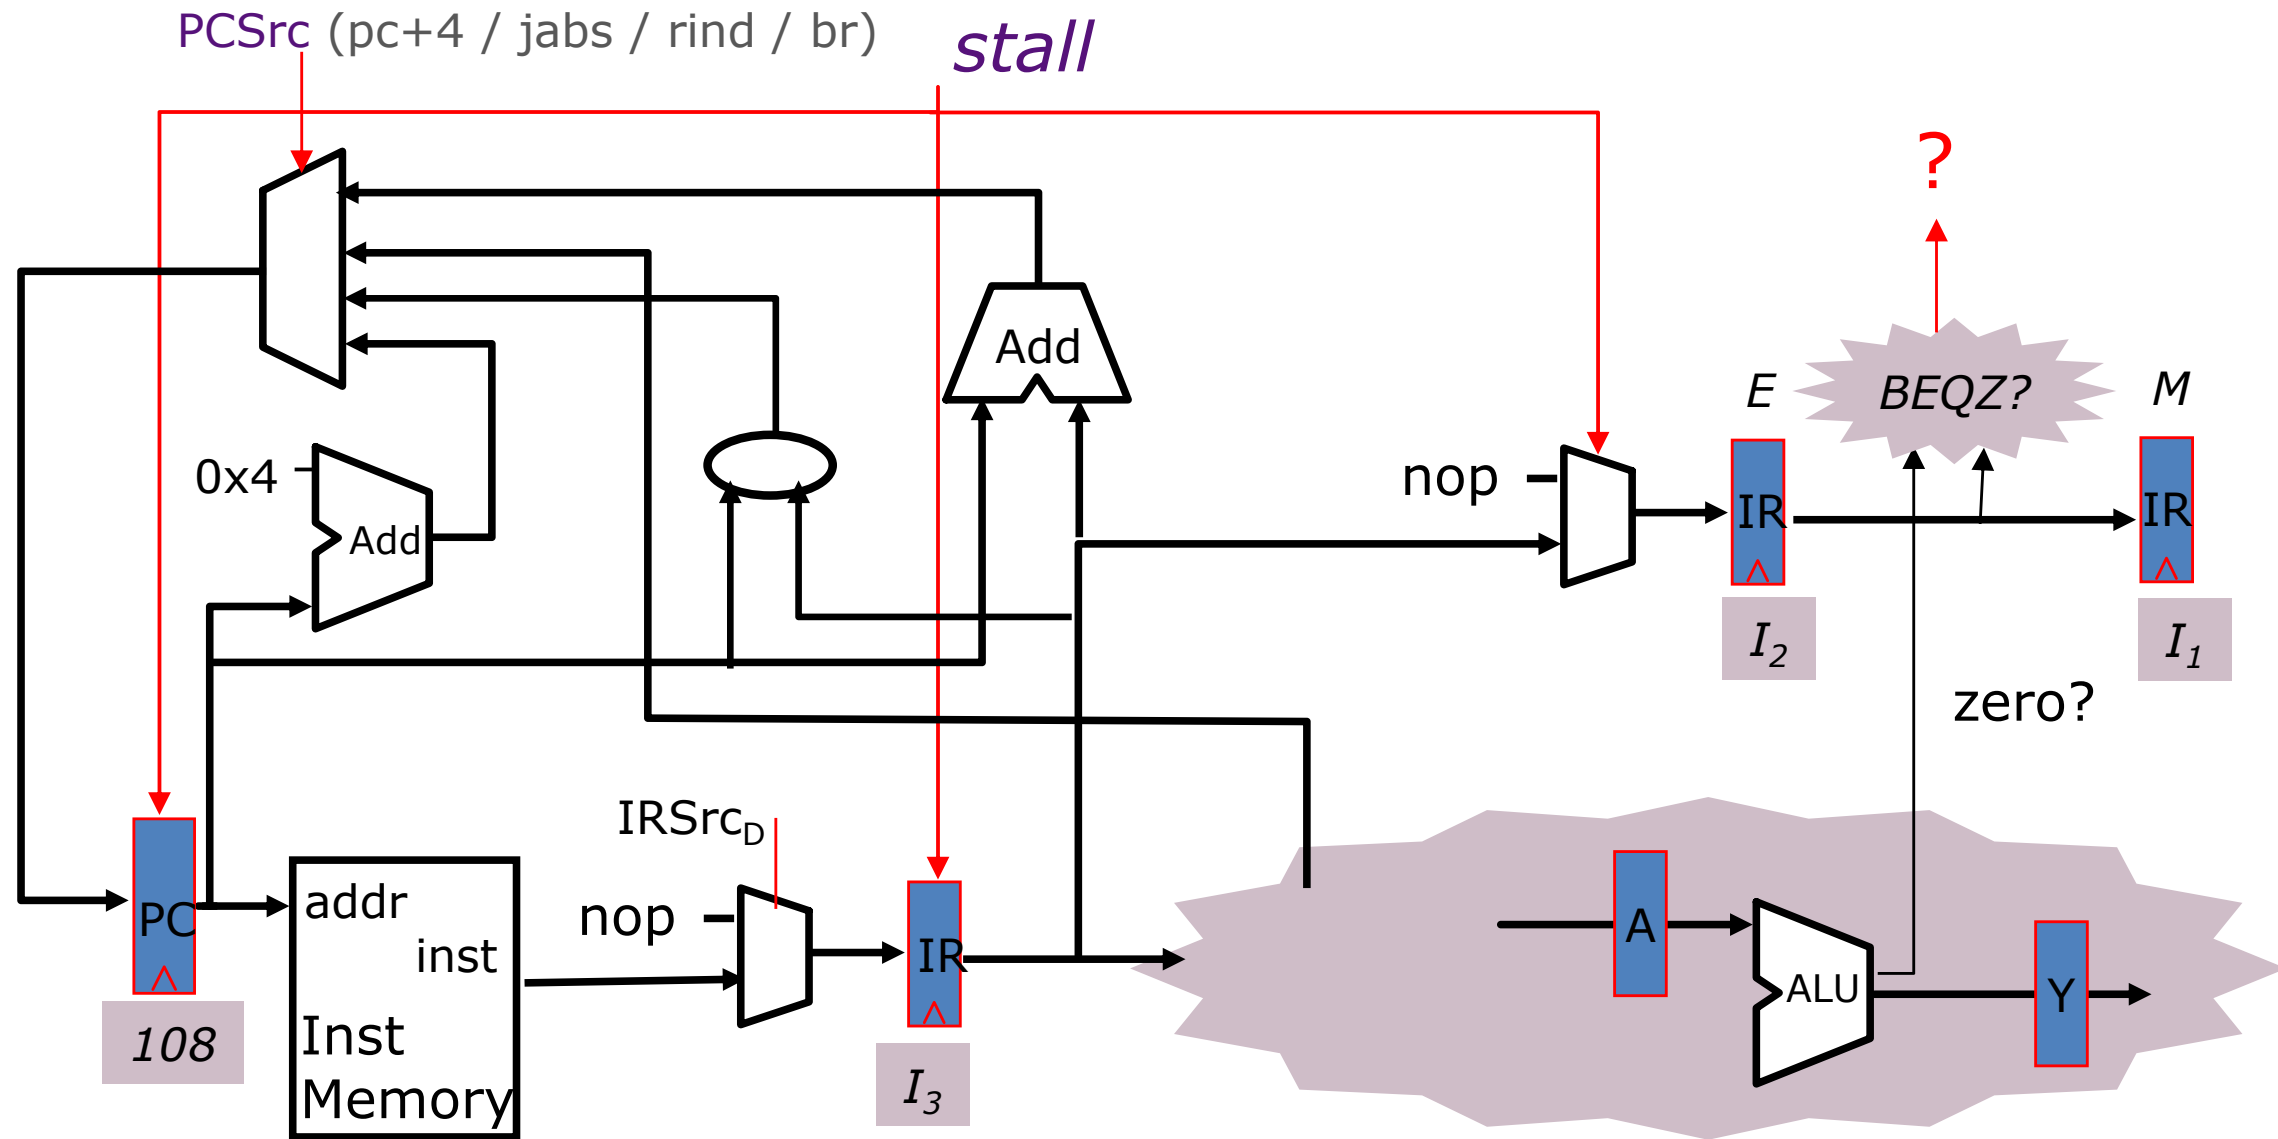 PCSrc (pc+4 / jabs / rind / br)
stall
?
Add
E
BEQZ?
M
0x4
Add
nop
IR
IR
I2
I1
zero?
IRSrcD
PC
addr
inst
Inst
Memory
nop
IR
A
ALU
Y
108
I3